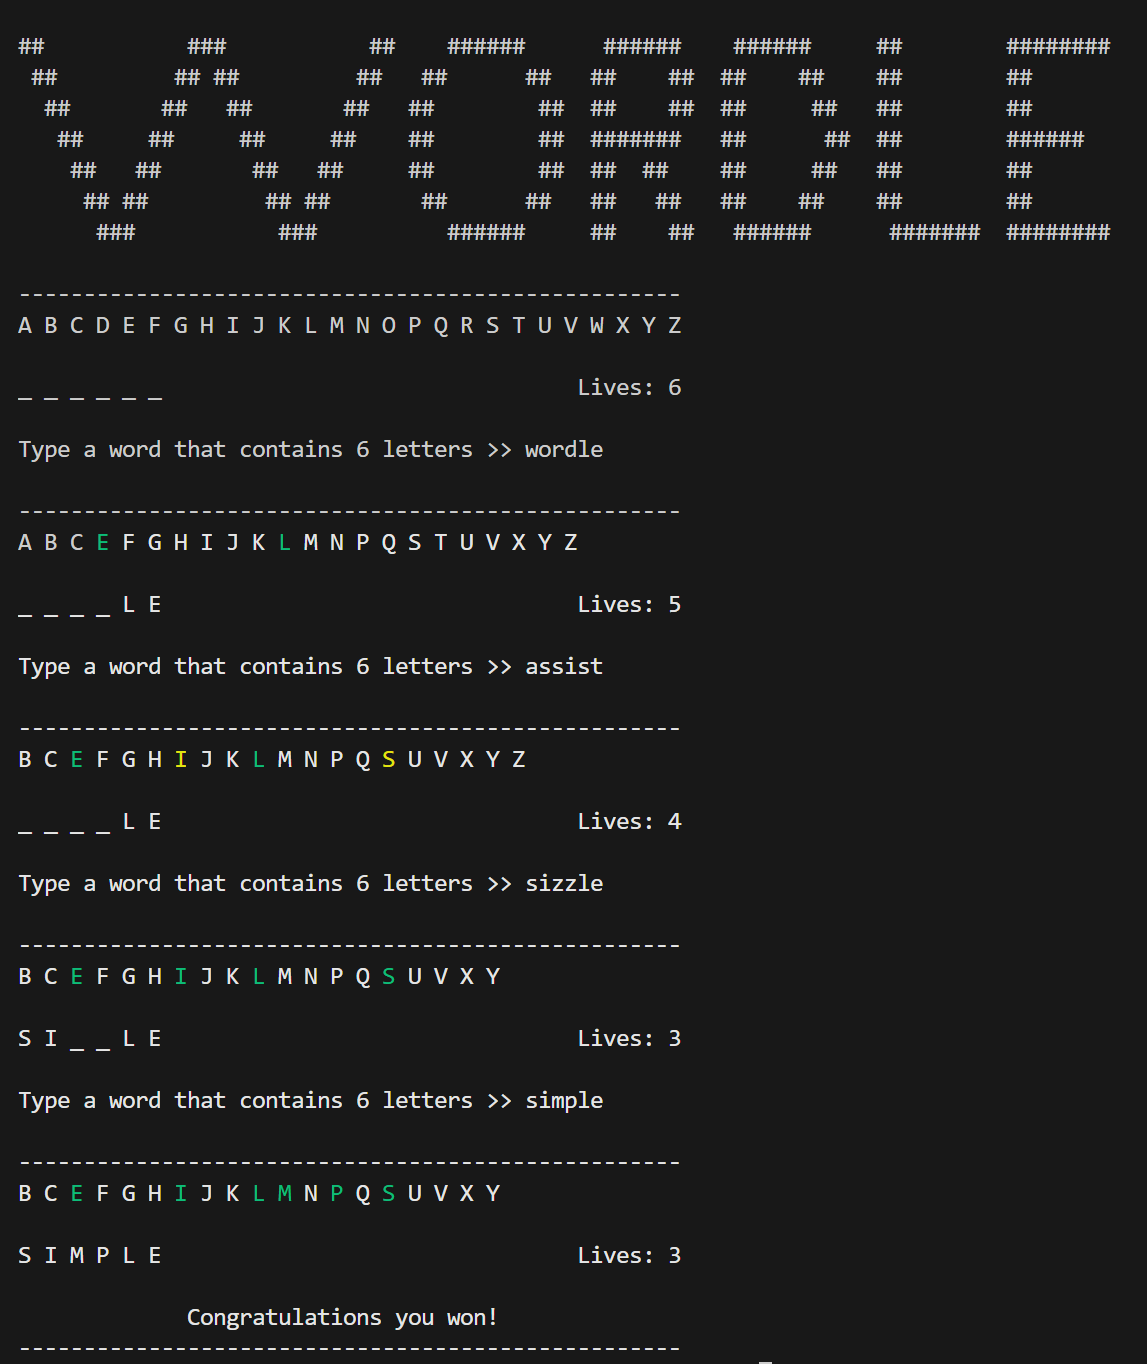 ##           ###           ##    ######      ######    ######     ##        ########
 ##         ## ##         ##   ##      ##   ##    ##  ##    ##    ##        ##
  ##       ##   ##       ##   ##        ##  ##    ##  ##     ##   ##        ##
   ##     ##     ##     ##    ##        ##  #######   ##      ##  ##        ######
    ##   ##       ##   ##     ##        ##  ##  ##    ##     ##   ##        ##
     ## ##         ## ##       ##      ##   ##   ##   ##    ##    ##        ##
      ###           ###          ######     ##    ##   ######      #######  ########
---------------------------------------------------
A B C D E F G H I J K L M N O P Q R S T U V W X Y Z
_ _ _ _ _ _                                Lives: 6
Type a word that contains 6 letters >> wordle
---------------------------------------------------
A B C E F G H I J K L M N P Q S T U V X Y Z
_ _ _ _ L E                                Lives: 5
Type a word that contains 6 letters >> assist
---------------------------------------------------
B C E F G H I J K L M N P Q S U V X Y Z
_ _ _ _ L E                                Lives: 4
Type a word that contains 6 letters >> sizzle
---------------------------------------------------
B C E F G H I J K L M N P Q S U V X Y
S I _ _ L E                                Lives: 3
Type a word that contains 6 letters >> simple
---------------------------------------------------
B C E F G H I J K L M N P Q S U V X Y
S I M P L E                                Lives: 3
             Congratulations you won!
---------------------------------------------------